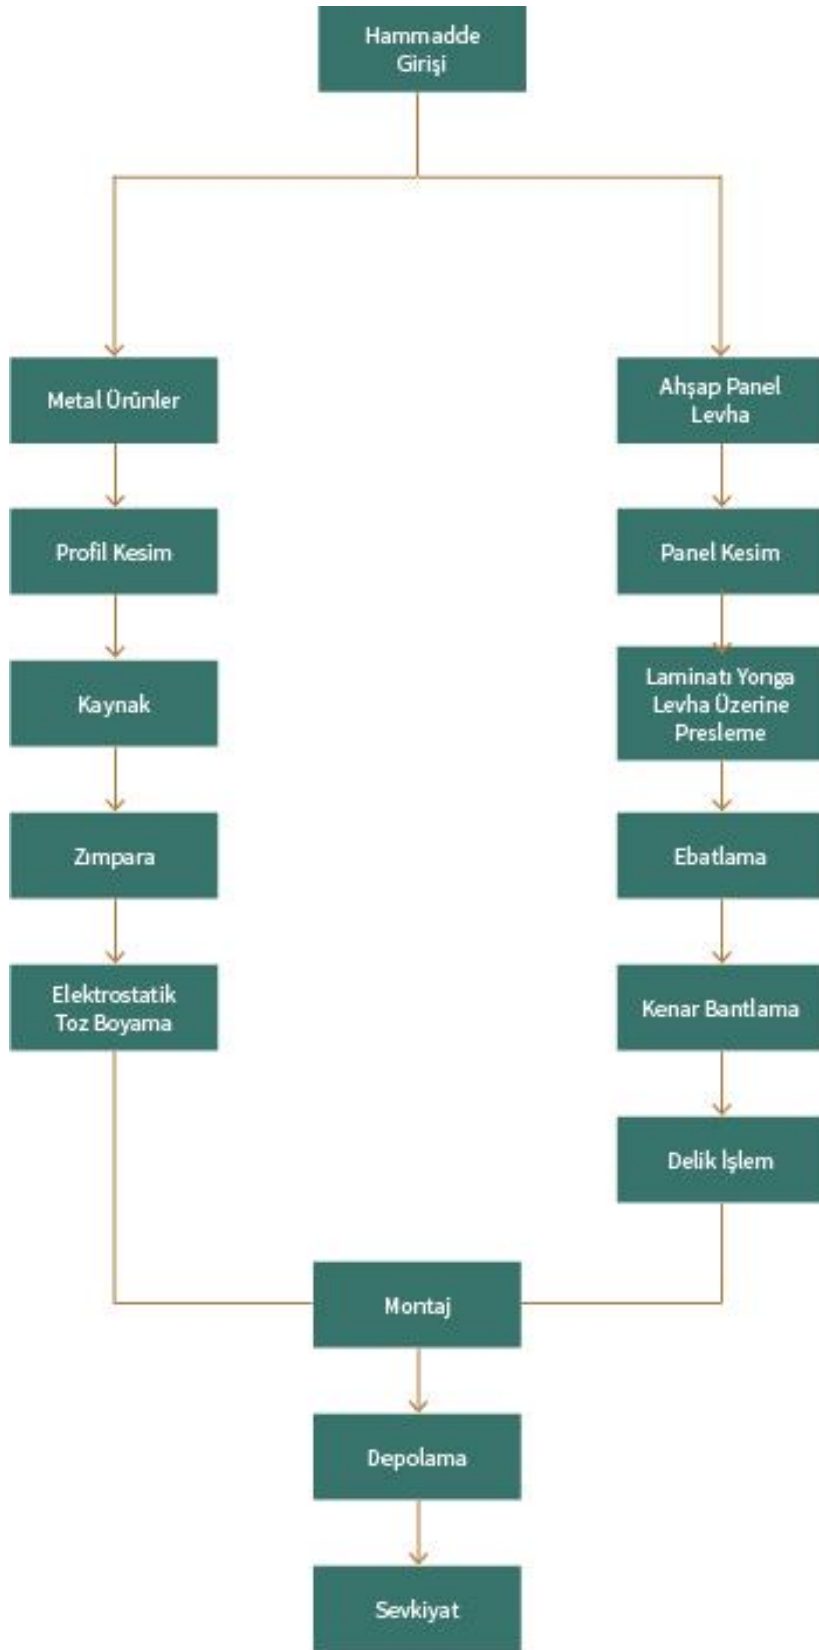 Hammadde
Girişi
Metal Ürünler
Profil Kesim
Kaynak
Zımpara
Elektrostatik
Toz Boyama
Ahşap Panel
Levha
Panel Kesim
Laminatı Yonga
Levha Üzerine
Presleme
Ebatlama
Kenar Bantlama
Delik İşlem
Montaj
Depolama
Sevkiyat